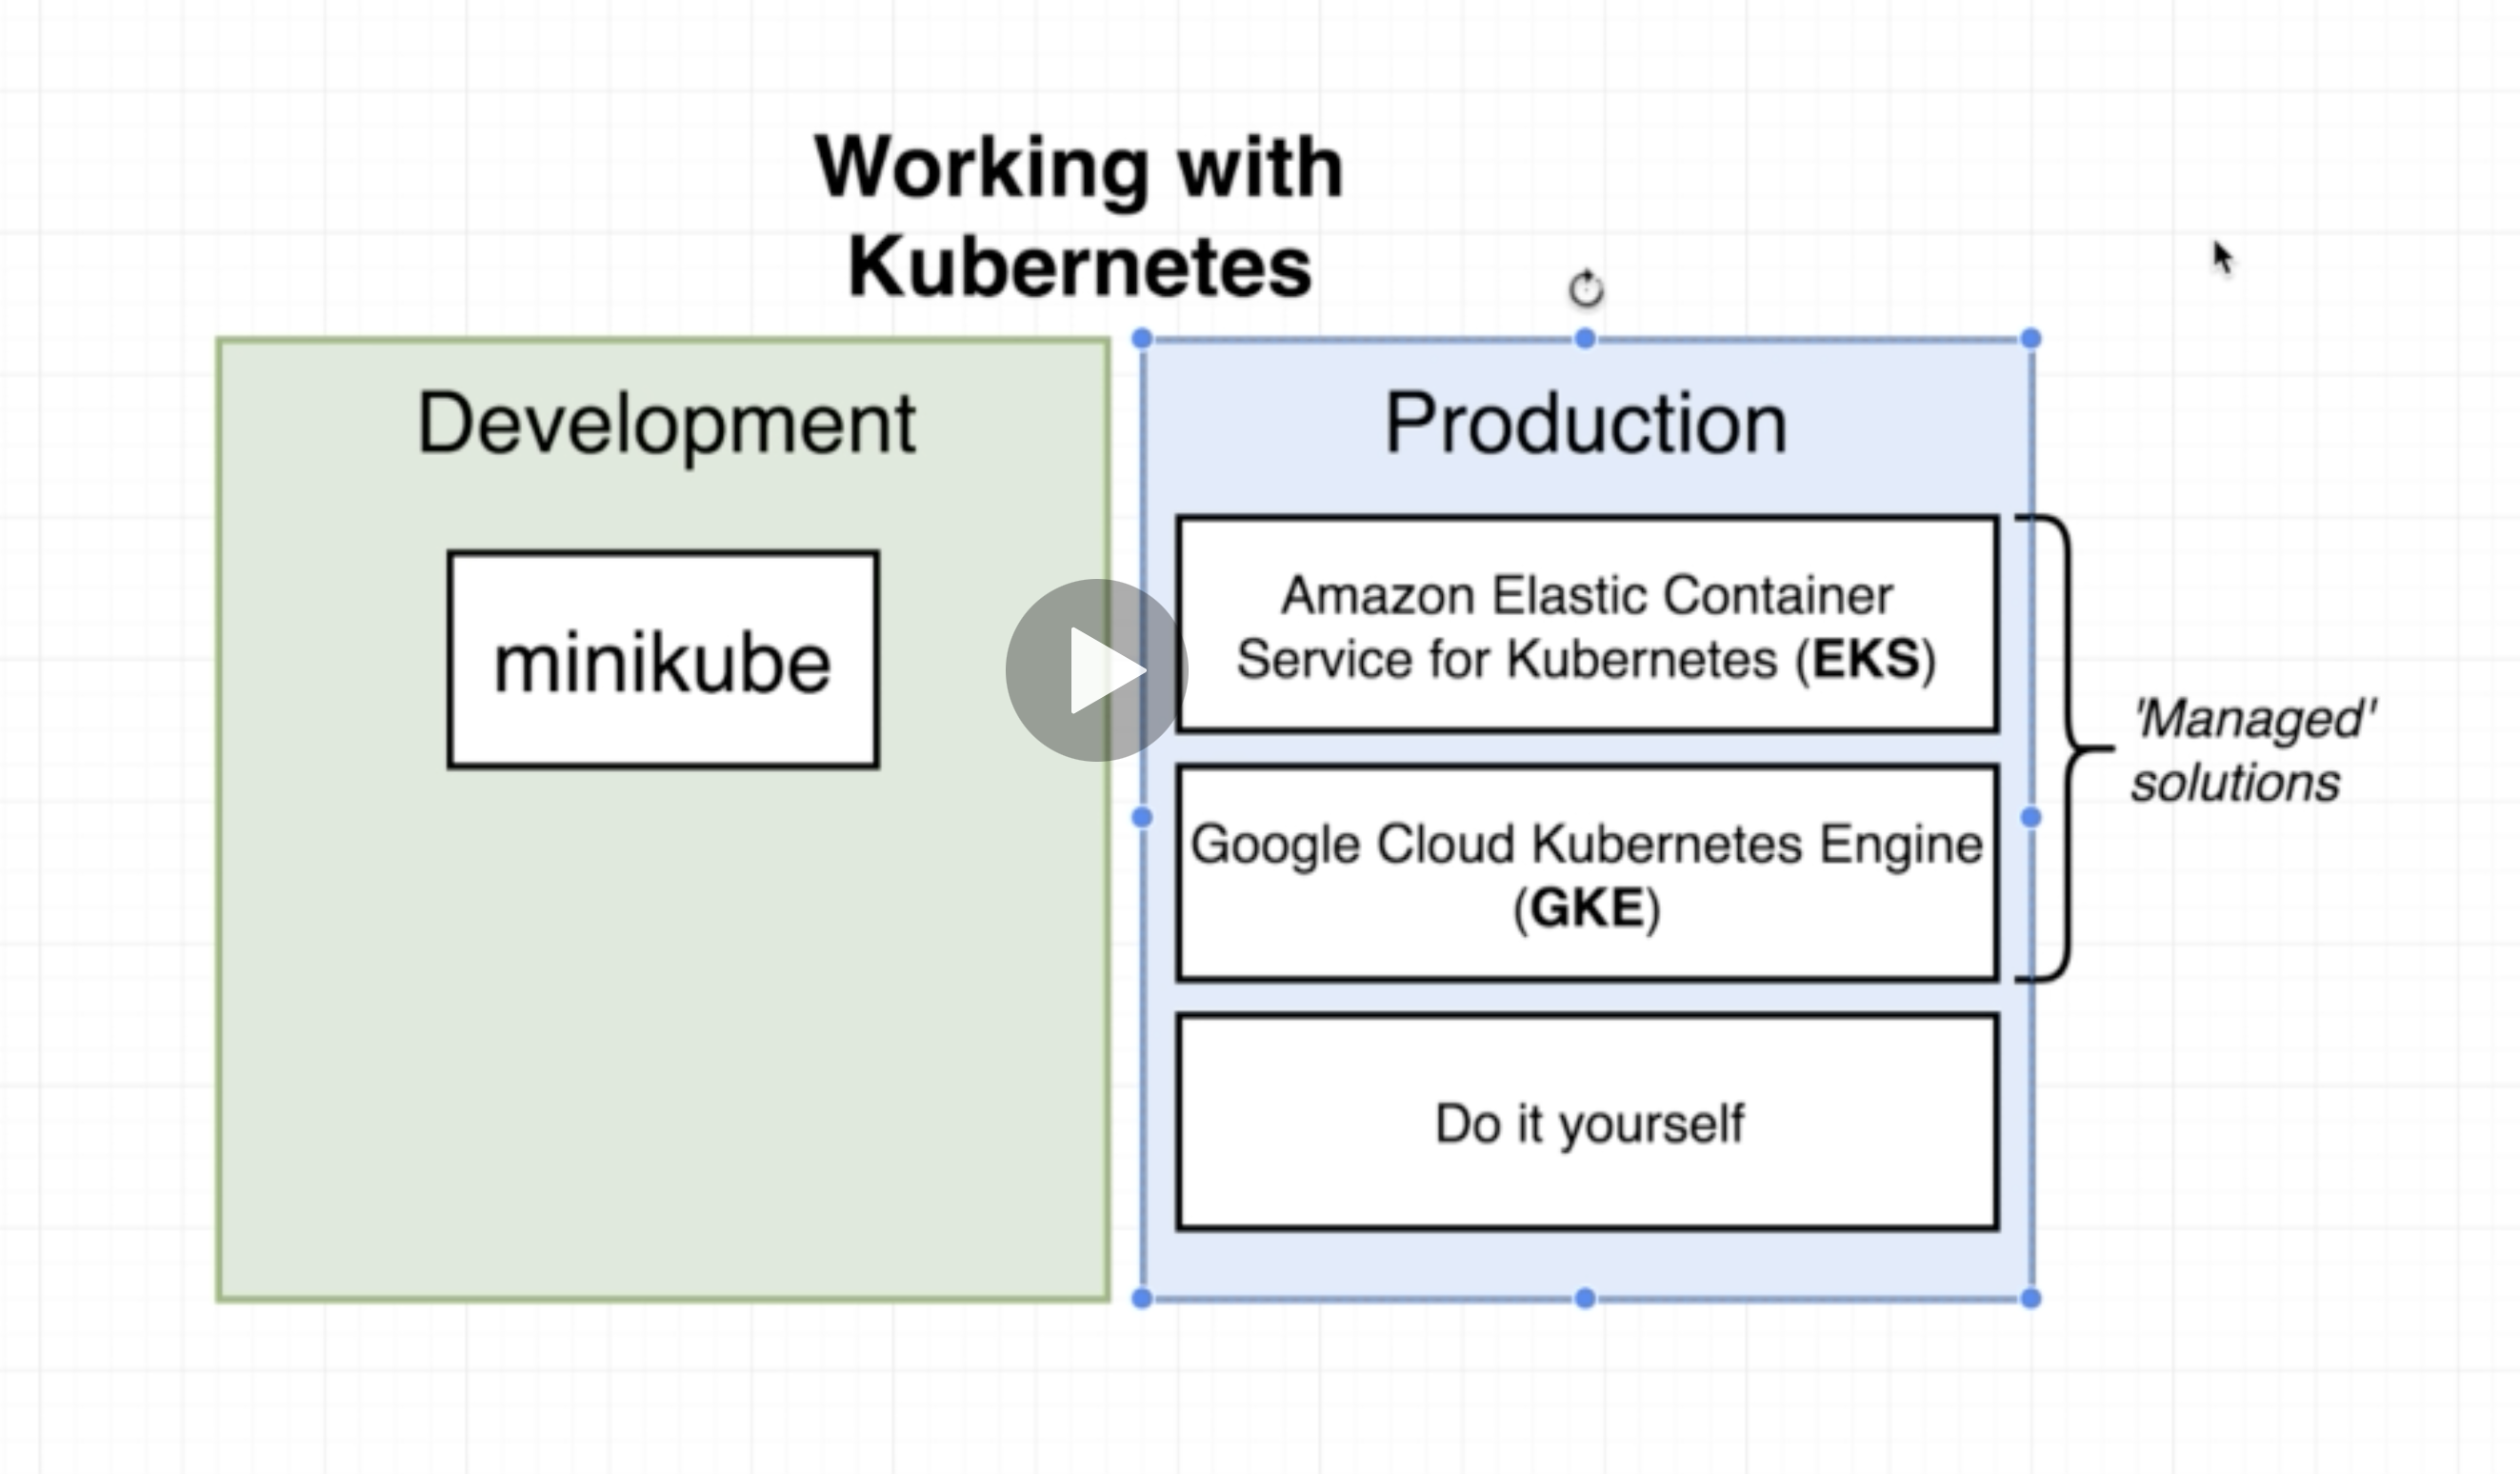 Working with
Kubernetes
Development
minikube
Production
Amazon Elastic Container
Service for Kubernetes (EKS)
Google Cloud Kubernetes Engine
(GKE)
Do it yourself
'Managed'
solutions